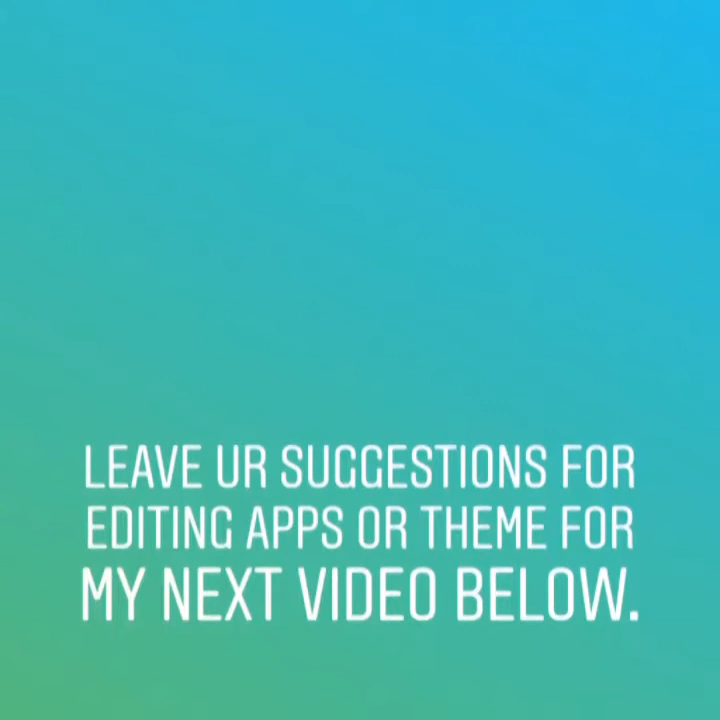 LEAVE UR SUGGESTIONS FOR
EDITING APPS OR THEME FOR
MY NEXT VIDEO BELOW.